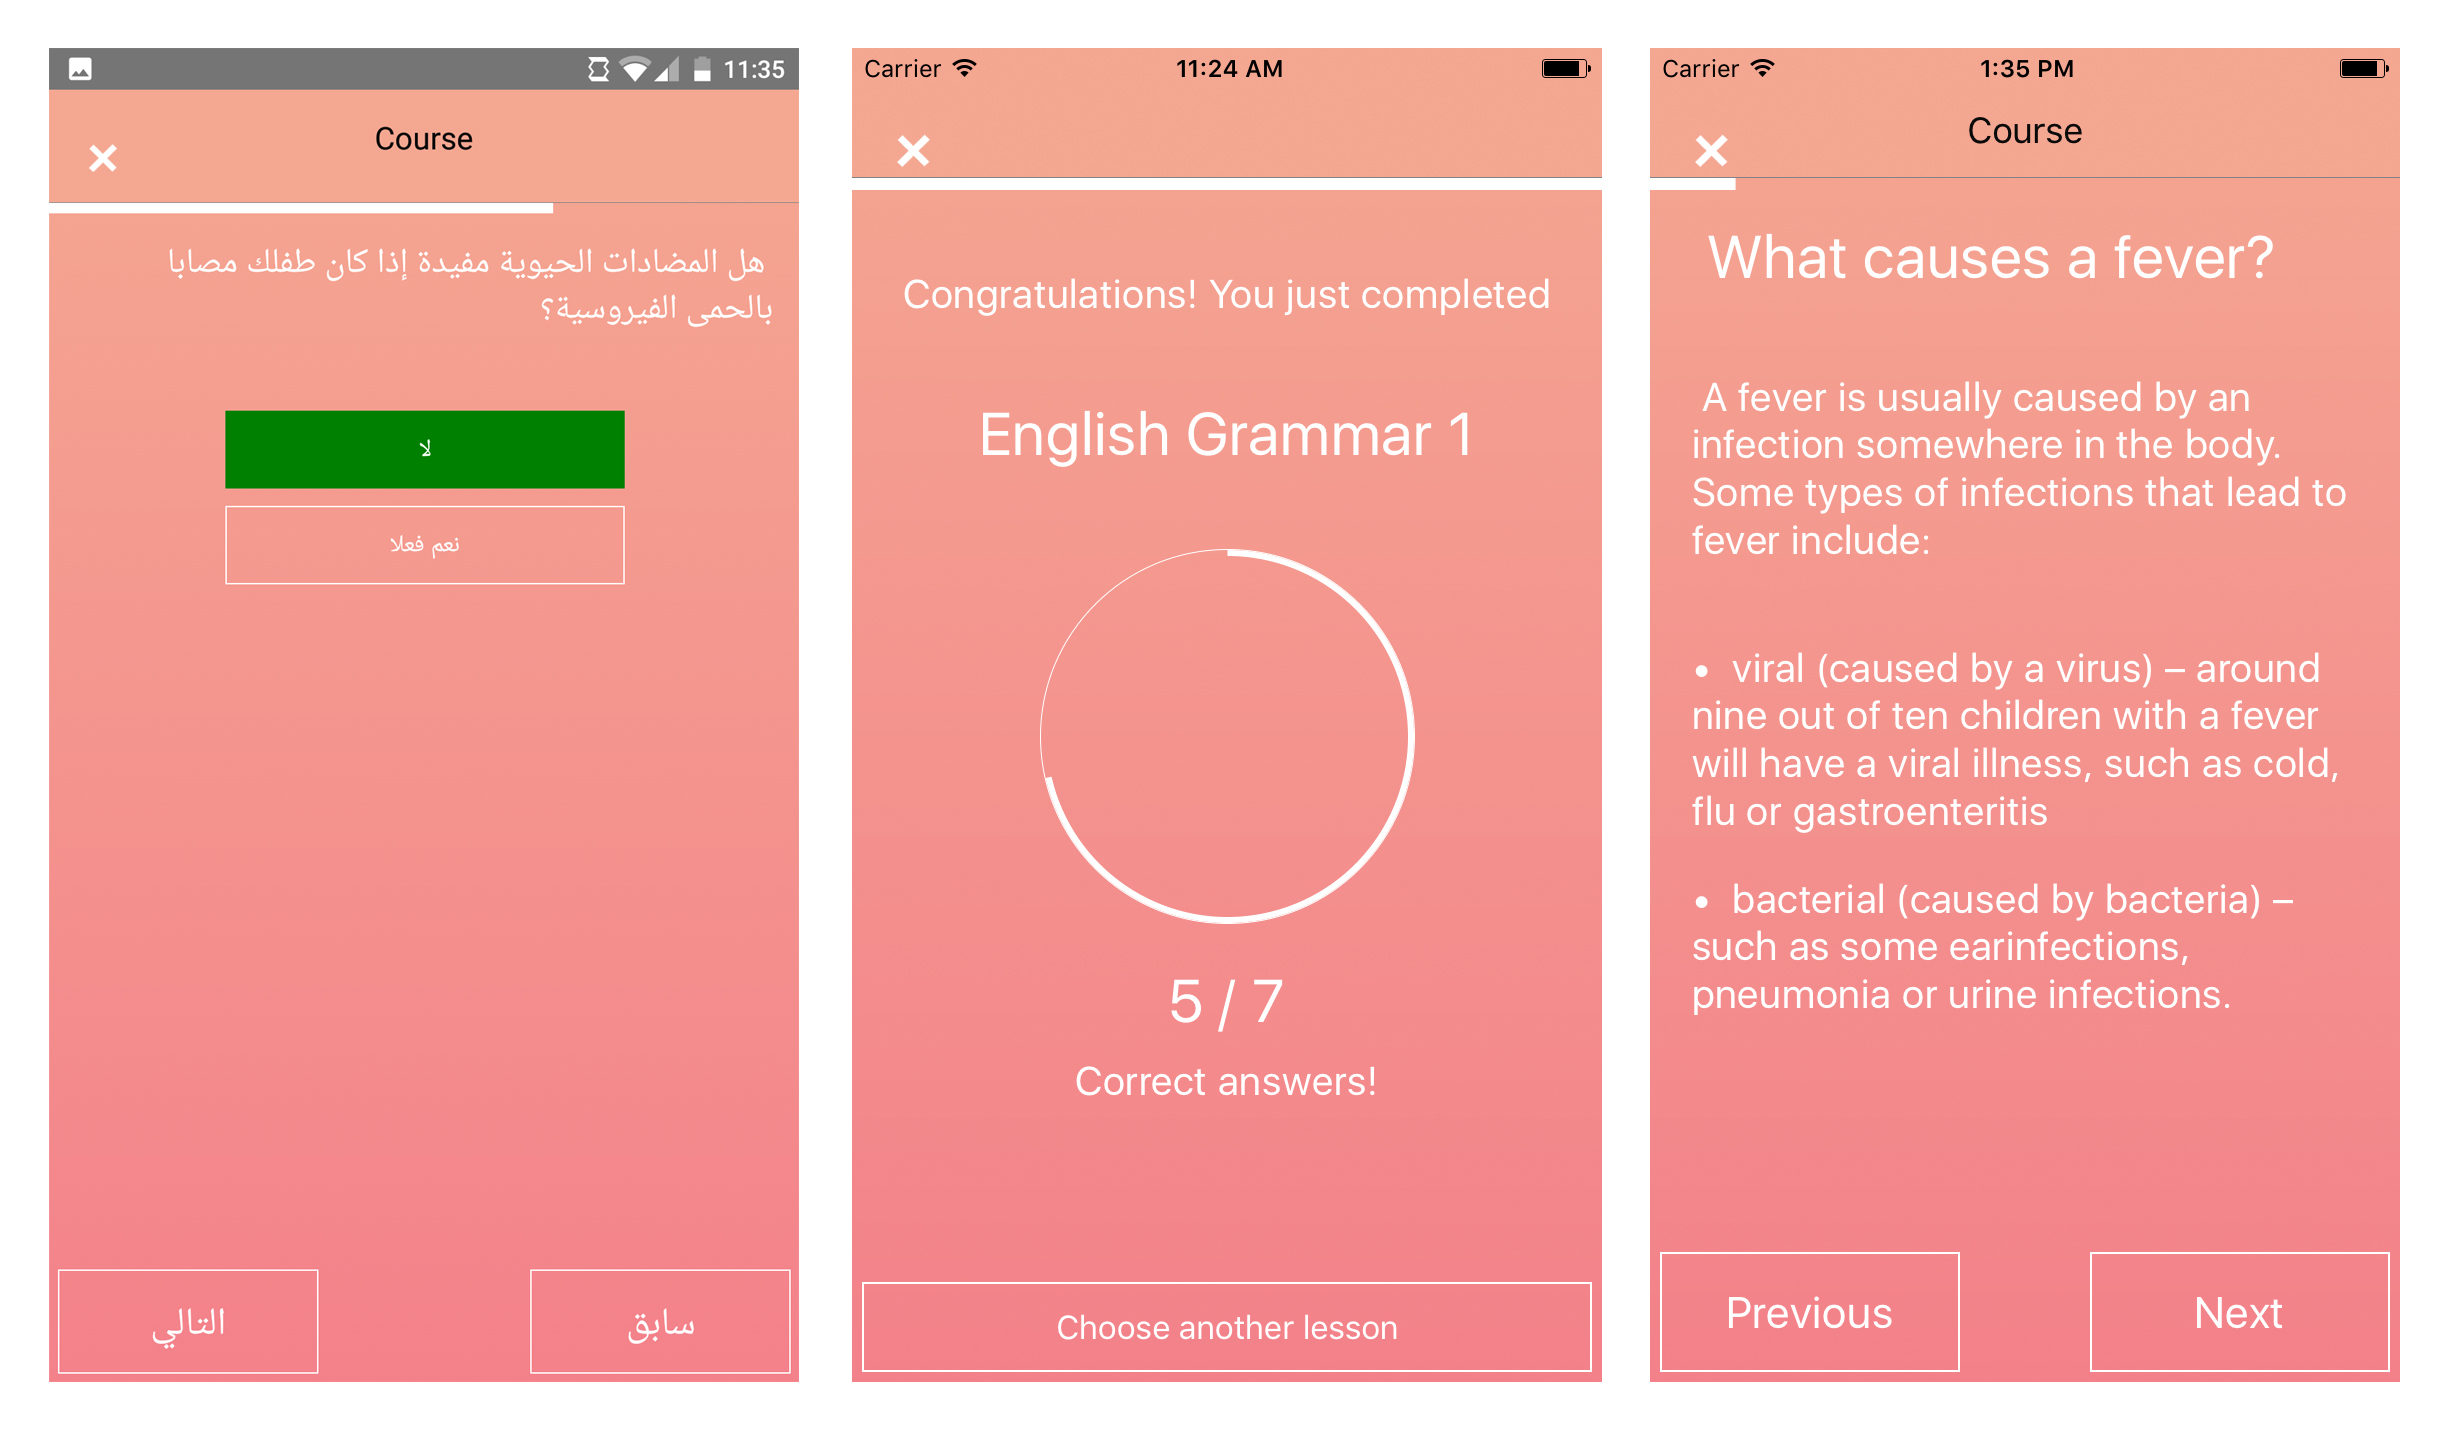 11:35
Course
هل المضادات الحيوية مفيدة إذا كان طفلك مصابا
بالحمى الفيروسية؟
لا
نعم فعلا
سابق
التالي
Carrier
11:24 AM
Congratulations! You just completed
English Grammar 1
5 / 7
Correct answers!
Choose another lesson
Carrier
1:35 PM
Course
What causes a fever?
A fever is usually caused by an
infection somewhere in the body.
Some types of infections that lead to
fever include:
• viral (caused by a virus) – around
nine out of ten children with a fever
will have a viral illness, such as cold,
flu or gastroenteritis
• bacterial (caused by bacteria) –
such as some earinfections,
pneumonia or urine infections.
Previous
Next